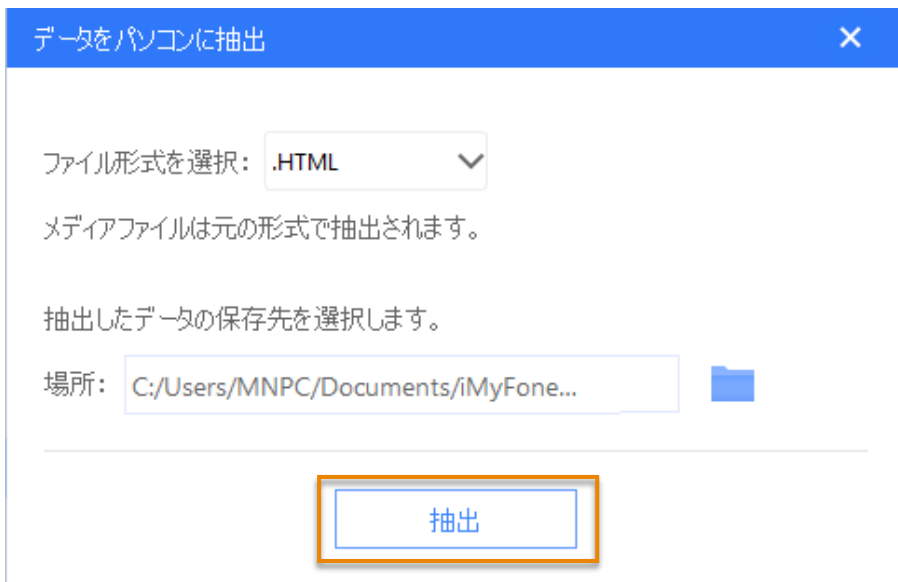 データをパソコンに抽出
ファイル形式を選択: .HTML
メディアファイルは元の形式で抽出されます。
抽出したデータの保存先を選択します。
場所: C:/Users/MNPC/Documents/iMyFone...
抽出